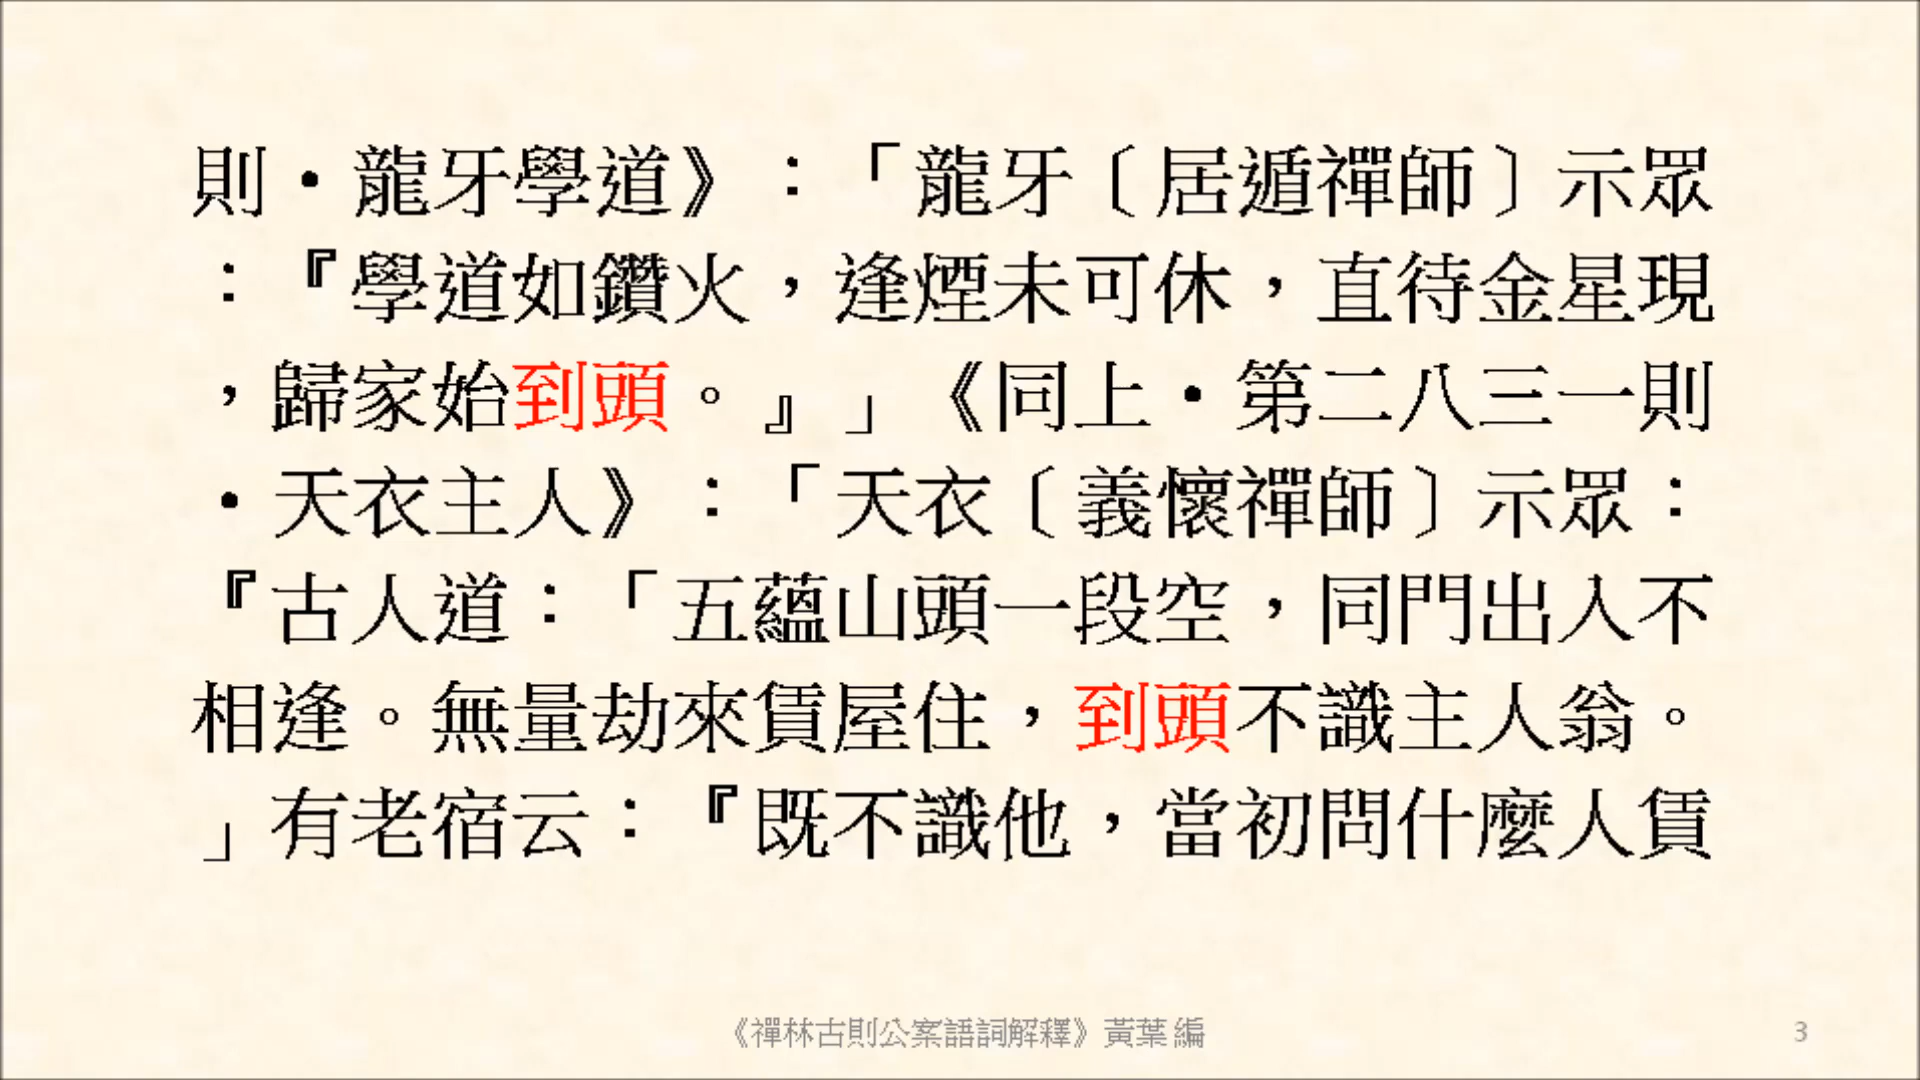 則・龍牙學道》：「龍牙〔居遁禪師〕示眾
：『學道如鑽火，逢煙未可休，直待金星現
，歸家始到頭。』」《同上・第二八三一則
・天衣主人》：「天衣〔義懷禪師〕示眾：
『古人道：「五蘊山頭一段空，同門出入不
相逢。無量劫來賃屋住，到頭不識主人翁。
」有老宿云：『既不識他，當初問什麼人賃
《禪林古則公案語詞解釋》黃葉 編
3